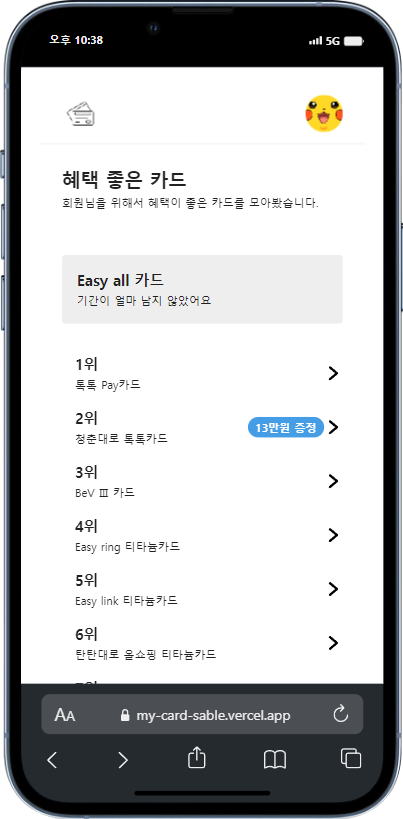 오후 10:38
5G
혜택 좋은 카드
회원님을 위해서 혜택이 좋은 카드를 모아봤습니다.
Easy all 카드
기간이 얼마 남지 않았어요
1위
톡톡 Pay카드
2위
청춘대로 톡톡카드
13만원 증정
3위
BeV Ⅲ 카드
4위
Easy ring 티타늄카드
5위
Easy link 티타늄카드
6위
탄탄대로 올쇼핑 티타늄카드
AA
my-card-sable.vercel.app